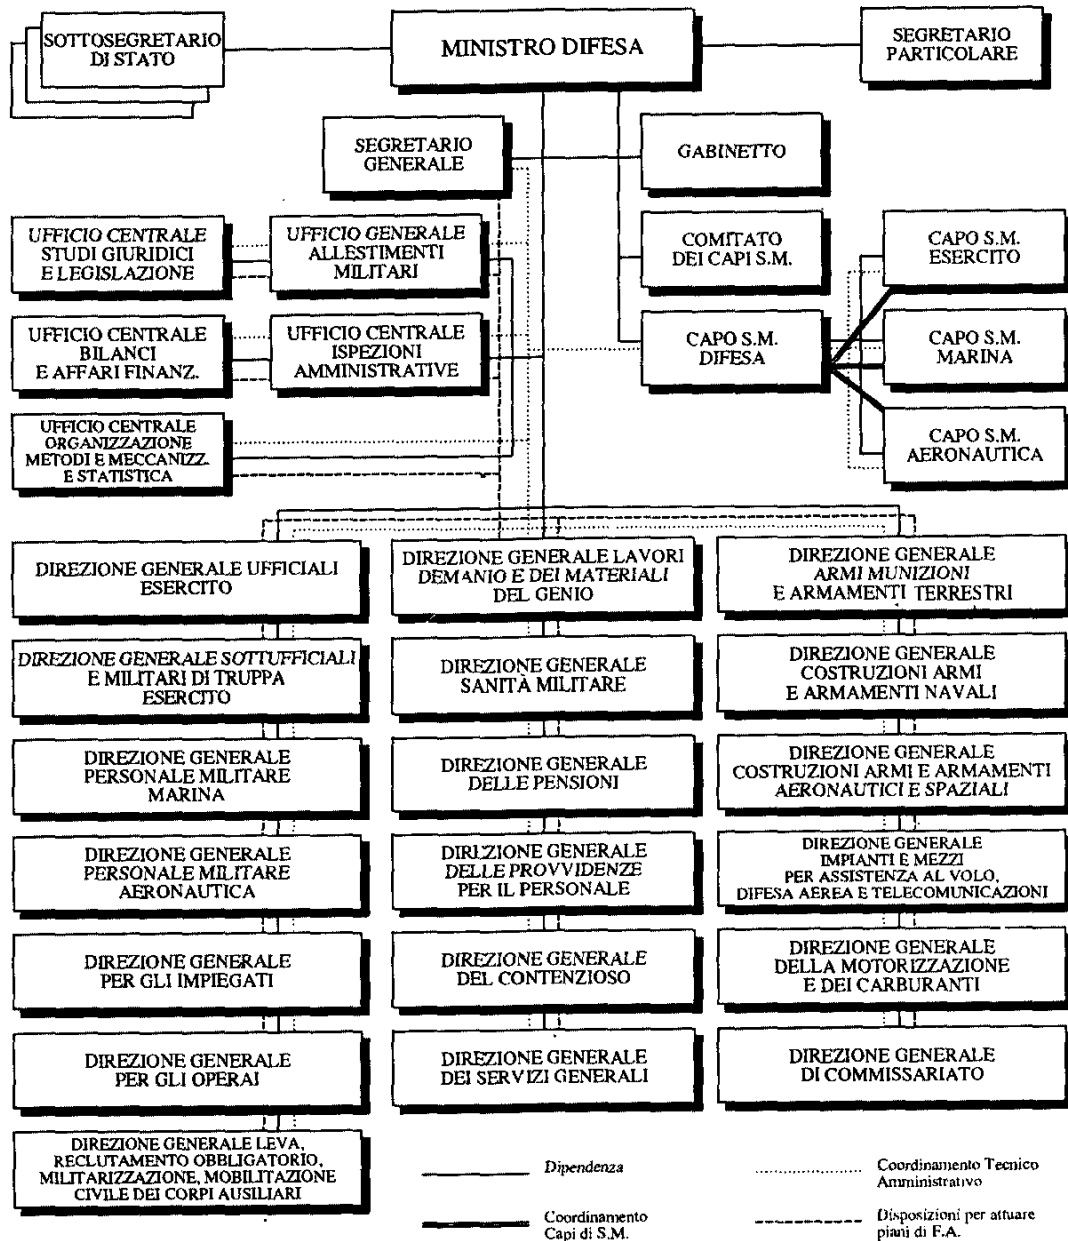 SOTTOSEGRETARIO
DI STATO
MINISTRO DIFESA
SEGRETARIO
PARTICOLARE
SEGRETARIO
GENERALE
GABINETTO
UFFICIO CENTRALE
STUDI GIURIDICI
E LEGISLAZIONE
UFFICIO GENERALE
ALLESTIMENTI
MILITARI
COMITATO
DEI CAPI S.M.
CAPO S.M.
ESERCITO
UFFICIO CENTRALE
BILANCI
E AFFARI FINANZ.
UFFICIO CENTRALE
ISPEZIONI
AMMINISTRATIVE
CAPO S.M.
DIFESA
CAPO S.M.
MARINA
UFFICIO CENTRALE
ORGANIZZAZIONE
METODI E MECCANIZZ.
E STATISTICA
CAPO S.M.
AERONAUTICA
DIREZIONE GENERALE UFFICIALI
ESERCITO
DIREZIONE GENERALE LAVORI
DEMANIO E DEI MATERIALI
DEL GENIO
DIREZIONE GENERALE
ARMI MUNIZIONI
E ARMAMENTI TERRESTRI
DIREZIONE GENERALE SOTTUFFICIALI
E MILITARI DI TRUPPA
ESERCITO
DIREZIONE GENERALE
SANITÀ MILITARE
DIREZIONE GENERALE
COSTRUZIONI ARMI
E ARMAMENTI NAVALI
DIREZIONE GENERALE
PERSONALE MILITARE
MARINA
DIREZIONE GENERALE
DELLE PENSIONI
DIREZIONE GENERALE
COSTRUZIONI ARMI E ARMAMENTI
AERONAUTICI E SPAZIALI
DIREZIONE GENERALE
PERSONALE MILITARE
AERONAUTICA
DIREZIONE GENERALE
DELLE PROVVIDENZE
PER IL PERSONALE
DIREZIONE GENERALE
IMPIANTI E MEZZI
PER ASSISTENZA AL VOLO,
DIFESA AEREA E TELECOMUNICAZIONI
DIREZIONE GENERALE
PER GLI IMPIEGATI
DIREZIONE GENERALE
DEL CONTENZIOSO
DIREZIONE GENERALE
DELLA MOTORIZZAZIONE
E DEI CARBURANTI
DIREZIONE GENERALE
PER GLI OPERAI
DIREZIONE GENERALE
DEI SERVIZI GENERALI
DIREZIONE GENERALE
DI COMMISSARIATO
DIREZIONE GENERALE LEVA,
RECLUTAMENTO OBBLIGATORIO,
MILITARIZZAZIONE, MOBILITAZIONE
CIVILE DEI CORPI AUSILIARI
Dipendenza
Coordinamento Tecnico
Amministrativo
Coordinamento
Capi di S.M.
Disposizioni per attuare
piani di F.A.